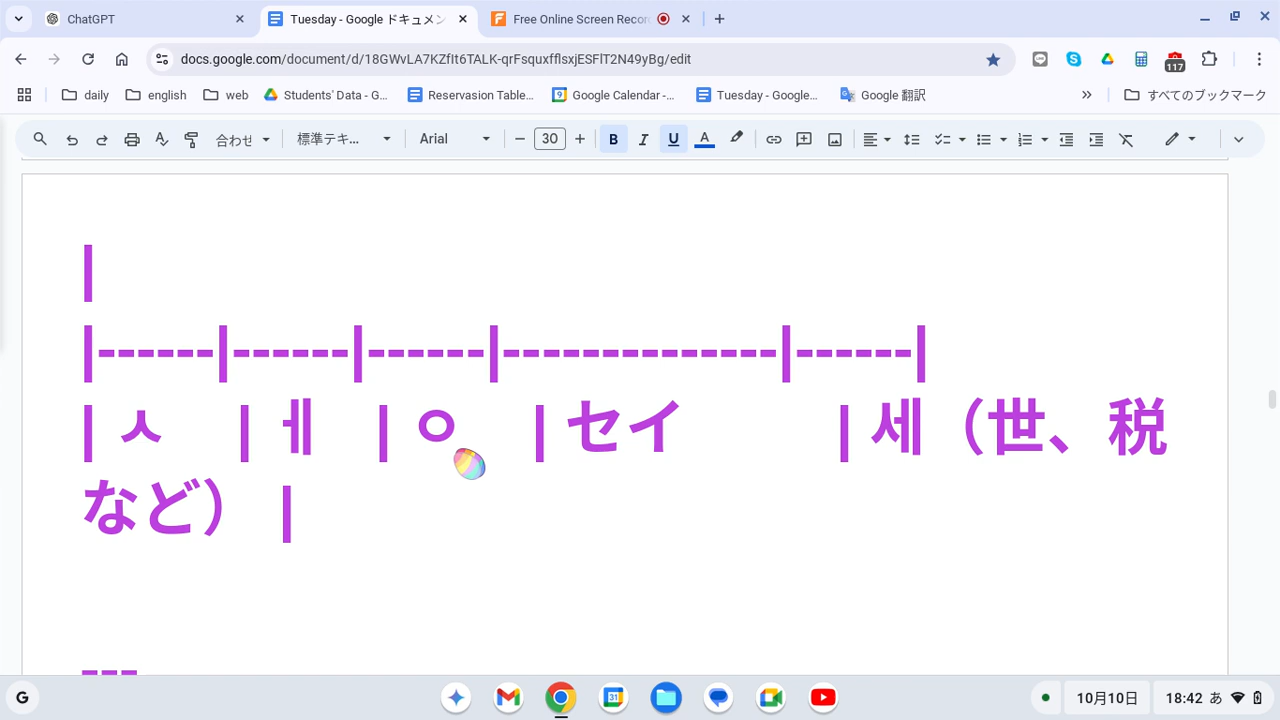 ChatGPT
Tuesday - Google ドキュメン
Free Online Screen Recor
docs.google.com/document/d/
/edit
117
daily
english
web
Students' Data - G...
Reservasion Table...
Google Calendar -...
Tuesday - Google...
Google 翻訳
»
すべてのブックマーク
合わせ
標準テキ...
Arial
30
B
I
U
A
|
|------|------|------|--------------|------|
| ㅅ | ㅔ | ㅇ | セイ | 세（世、税
など） |
---
G
31
10月10日
18:42 あ